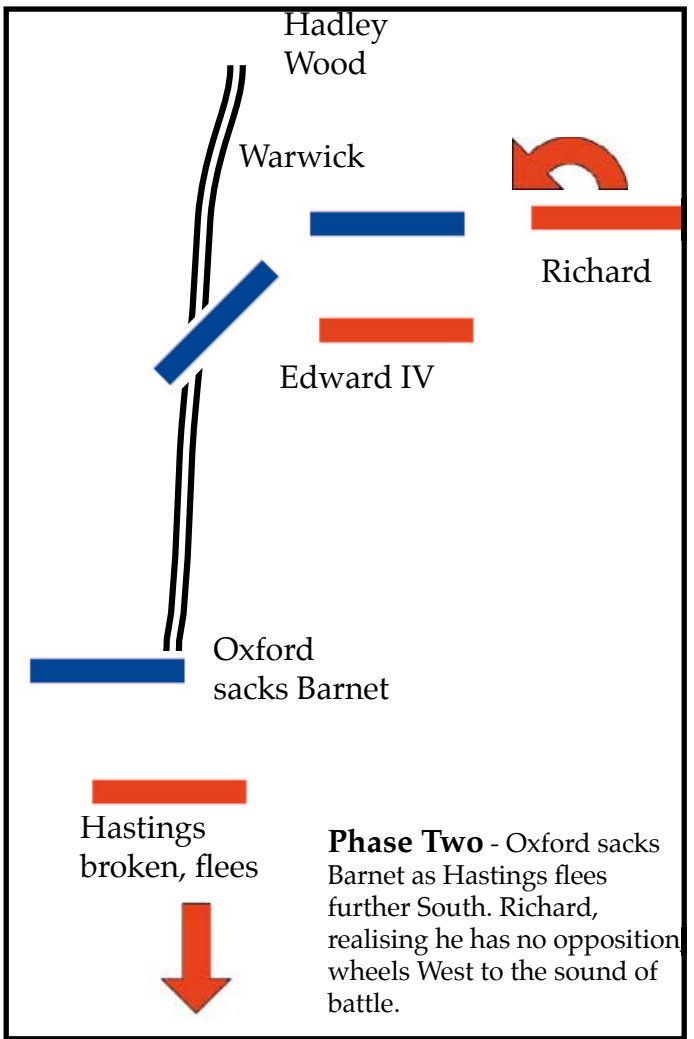 Hadley
Wood
Warwick
Richard
Edward IV
Oxford
sacks Barnet
Hastings
broken, flees
Phase Two - Oxford sacks
Barnet as Hastings flees
further South. Richard,
realising he has no opposition,
wheels West to the sound of
battle.